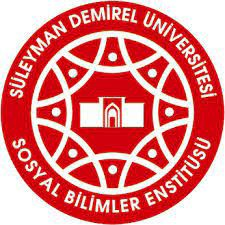 SÜLEYMAN DEMİREL ÜNİVERSİTESİ
SOSYAL BİLİMLER ENSTİTÜSÜ